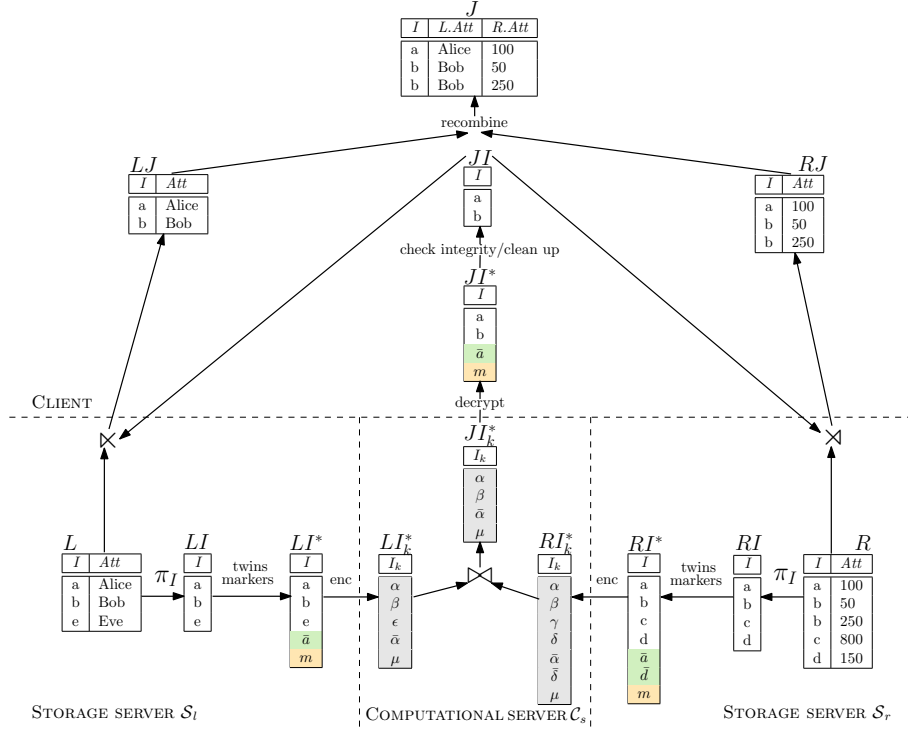 J
I L.Att R.Att
a Alice 100
b Bob 50
b Bob 250
recombine
LJ
I Att
a Alice
b Bob
JI
I
a
b
RJ
I Att
a 100
b 50
b 250
check integrity/clean up
JI*
I
a
b
ā
m
CLIENT
decrypt
JI*ₖ
Iₖ
α
β
ᾱ
μ
L
I Att
a Alice
b Bob
e Eve
π_I
LI
I
a
b
e
twins
markers
LI*
I
a
b
e
ā
m
enc
LI*ₖ
Iₖ
α
β
ϵ
ᾱ
μ
RI*ₖ
Iₖ
α
β
γ
δ
ᾱ
δ̄
μ
enc
RI*
I
a
b
c
d
ā
d̄
m
twins
markers
RI
I
a
b
c
d
π_I
R
I Att
a 100
b 50
b 250
c 800
d 150
STORAGE SERVER 𝒮ₗ
COMPUTATIONAL SERVER 𝒞ₛ
STORAGE SERVER 𝒮ᵣ